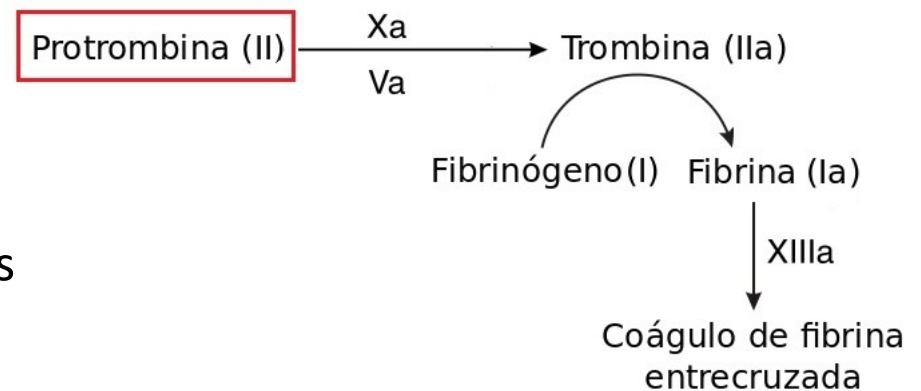 Protrombina (II)
Xa
Va
Trombina (IIa)
Fibrinógeno(I)
Fibrina (Ia)
s
XIIIa
Coágulo de fibrina
entrecruzada